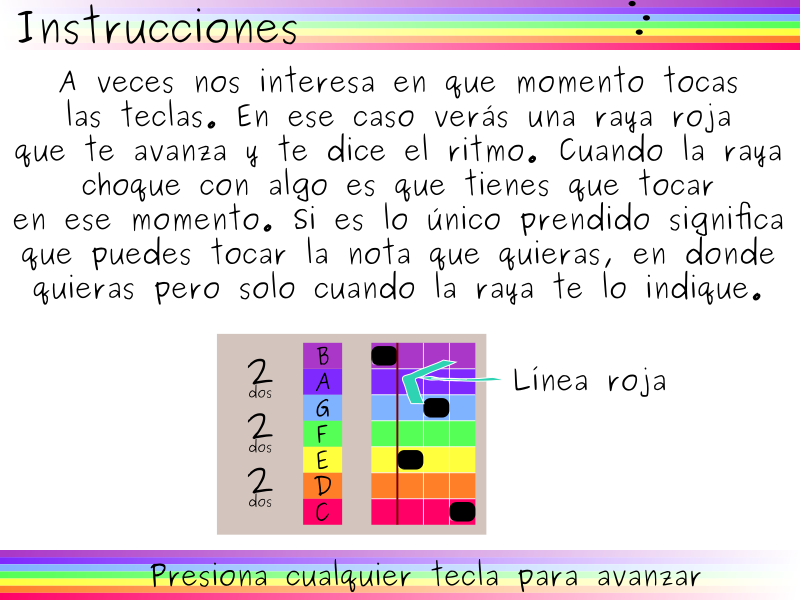 Instrucciones
A veces nos interesa en que momento tocas
las teclas. En ese caso verás una raya roja
que te avanza y te dice el ritmo. Cuando la raya
choque con algo es que tienes que tocar
en ese momento. Si es lo único prendido significa
que puedes tocar la nota que quieras, en donde
quieras pero solo cuando la raya te lo indique.
2
dos
2
dos
2
dos
B
A
G
F
E
D
C
Línea roja
Presiona cualquier tecla para avanzar